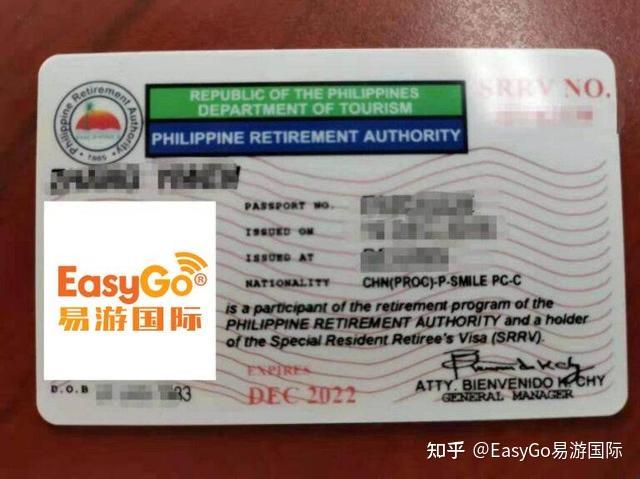 Philippine Retirement Authority
1985
REPUBLIC OF THE PHILIPPINES
DEPARTMENT OF TOURISM
PHILIPPINE RETIREMENT AUTHORITY
SRRV NO.
PASSPORT NO.
ISSUED ON
ISSUED AT
NATIONALITY CHN(PROC)-P-SMILE PC-C
EasyGo®
易游国际
is a participant of the retirement program of the
PHILIPPINE RETIREMENT AUTHORITY and a holder
of the Special Resident Retiree's Visa (SRRV).
D.O.B 83
EXPIRES
DEC 2022
ATTY. BIENVENIDO K. CHY
GENERAL MANAGER
知乎 @EasyGo易游国际